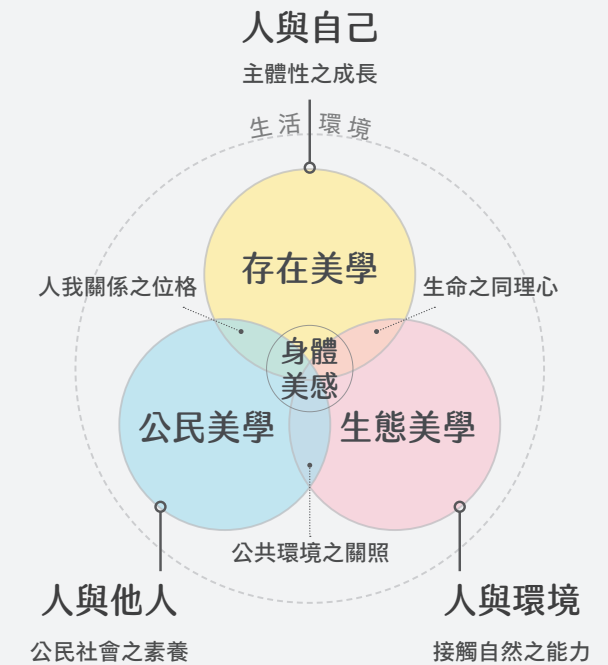 人與自己
主體性之成長
生活環境
存在美學
人我關係之位格
生命之同理心
身體
美感
公民美學
生態美學
公共環境之關照
人與他人
人與環境
公民社會之素養
接觸自然之能力